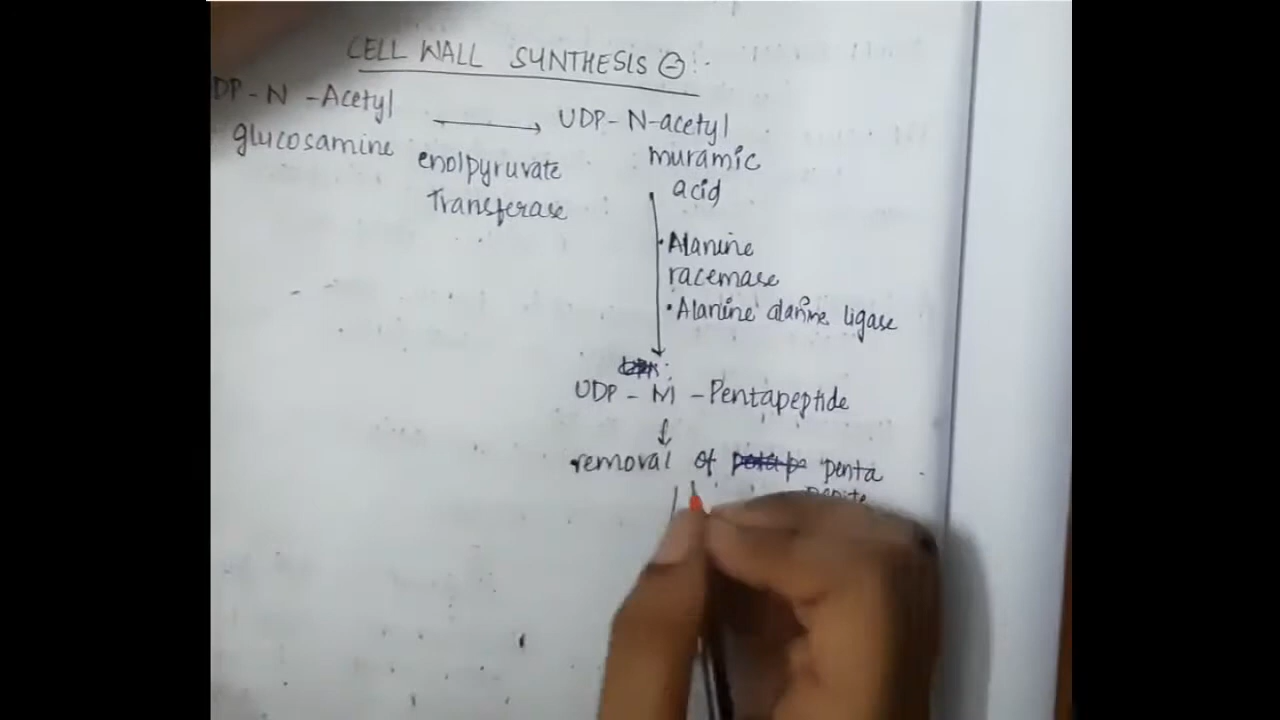 CELL WALL SYNTHESIS ⊖:-
DP-N-Acetyl
glucosamine
enolpyruvate
Transferase
UDP-N-acetyl
muramic
acid
•Alanine
racemase
•Alanine alanine ligase
UDP-M-Pentapeptide
removal of penta